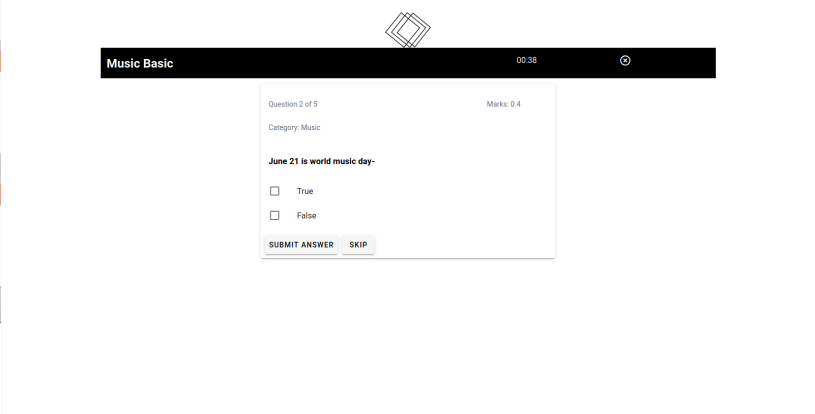 Music Basic
00:38
Question 2 of 5
Marks: 0.4
Category: Music
June 21 is world music day-
True
False
SUBMIT ANSWER
SKIP